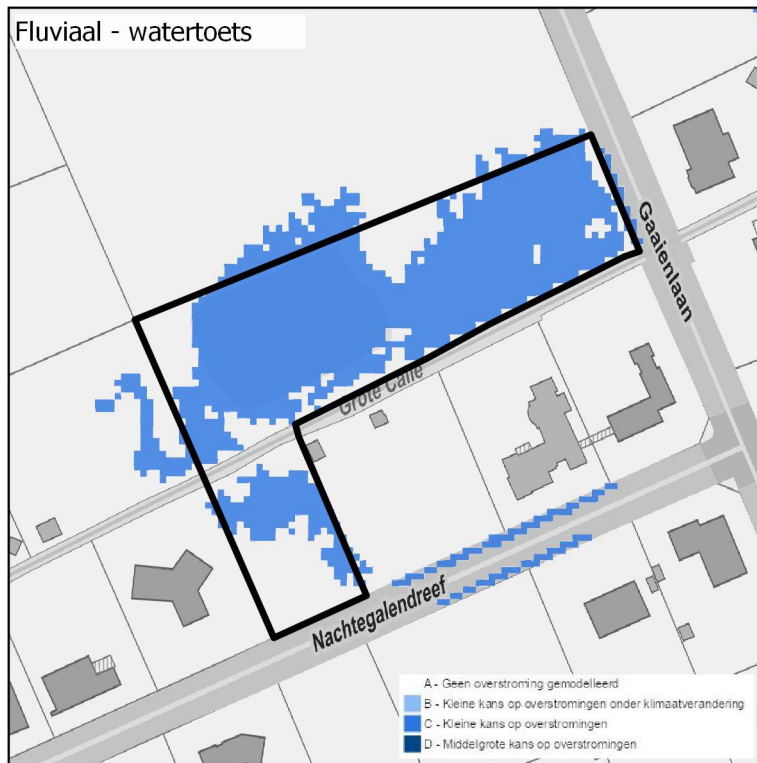 Fluviaal - watertoets
Gaaienlaan
Grote Calle
Nachtegalendreef
A - Geen overstroming gemodelleerd
B - Kleine kans op overstromingen onder klimaatverandering
C - Kleine kans op overstromingen
D - Middelgrote kans op overstromingen